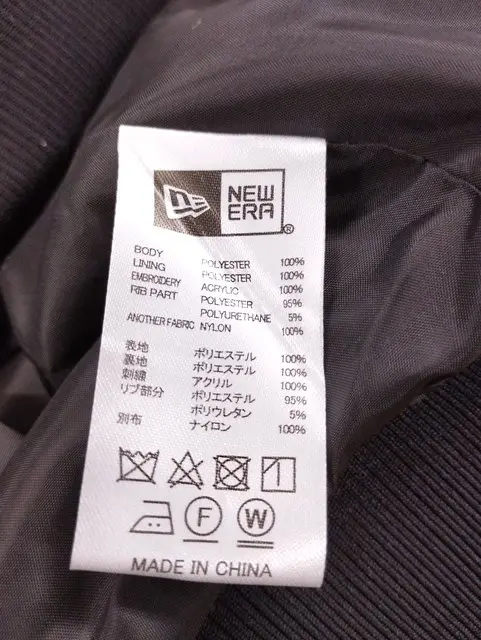 NEW
ERA®
BODY POLYESTER 100%
LINING POLYESTER 100%
EMBROIDERY ACRYLIC 100%
RIB PART POLYESTER 95%
POLYURETHANE 5%
ANOTHER FABRIC NYLON 100%
表地 ポリエステル 100%
裏地 ポリエステル 100%
刺繍 アクリル 100%
リブ部分 ポリエステル 95%
ポリウレタン 5%
別布 ナイロン 100%
F W
MADE IN CHINA